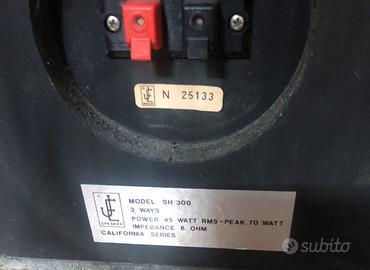 N 25133
SPEAKER
MODEL SH 300
3 WAYS
POWER 45 WATT RMS-PEAK 70 WATT
IMPEDANCE 8 OHM
CALIFORNIA SERIES
subito